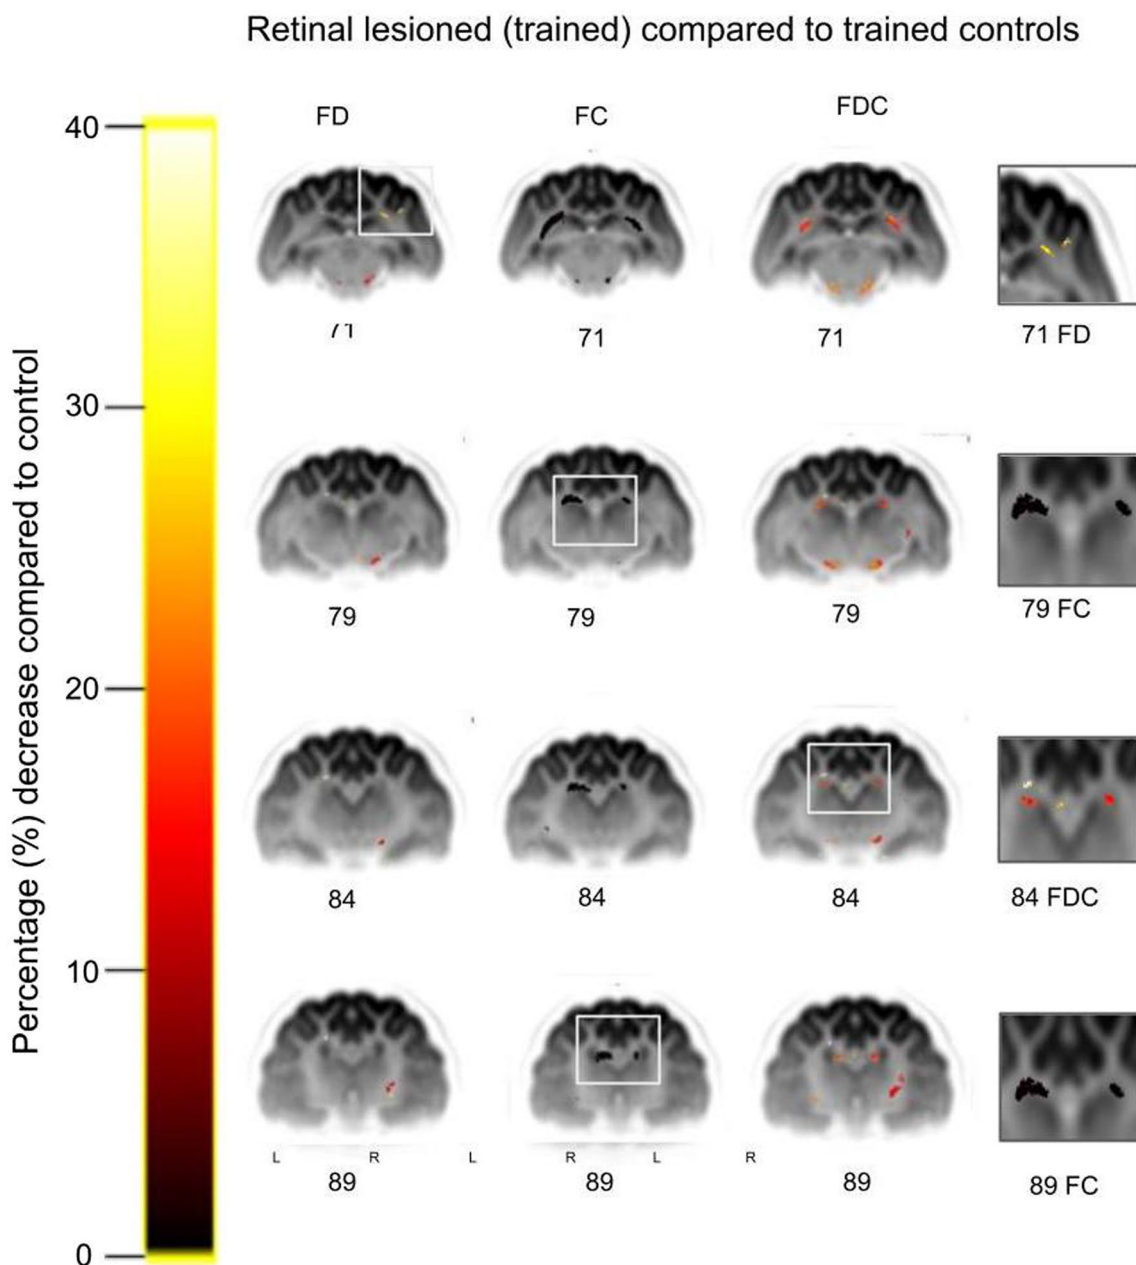 Retinal lesioned (trained) compared to trained controls
FD FC FDC
Percentage (%) decrease compared to control
40
30
20
10
0
71 71 71 FD
79 79 79 79 FC
84 84 84 84 FDC
L R L R L R
89 89 89 89 FC